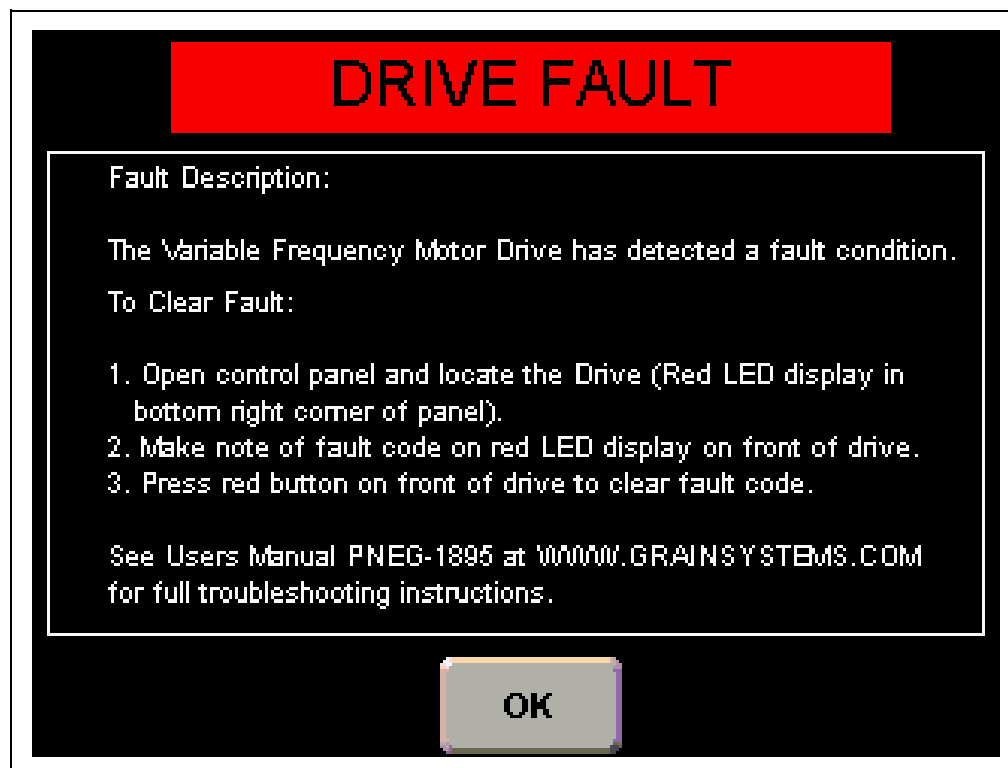 DRIVE FAULT
Fault Description:
The Variable Frequency Motor Drive has detected a fault condition.
To Clear Fault:
1. Open control panel and locate the Drive (Red LED display in
bottom right corner of panel).
2. Make note of fault code on red LED display on front of drive.
3. Press red button on front of drive to clear fault code.
See Users Manual PNEG-1895 at WWW.GRAINSYSTEMS.COM
for full troubleshooting instructions.
OK